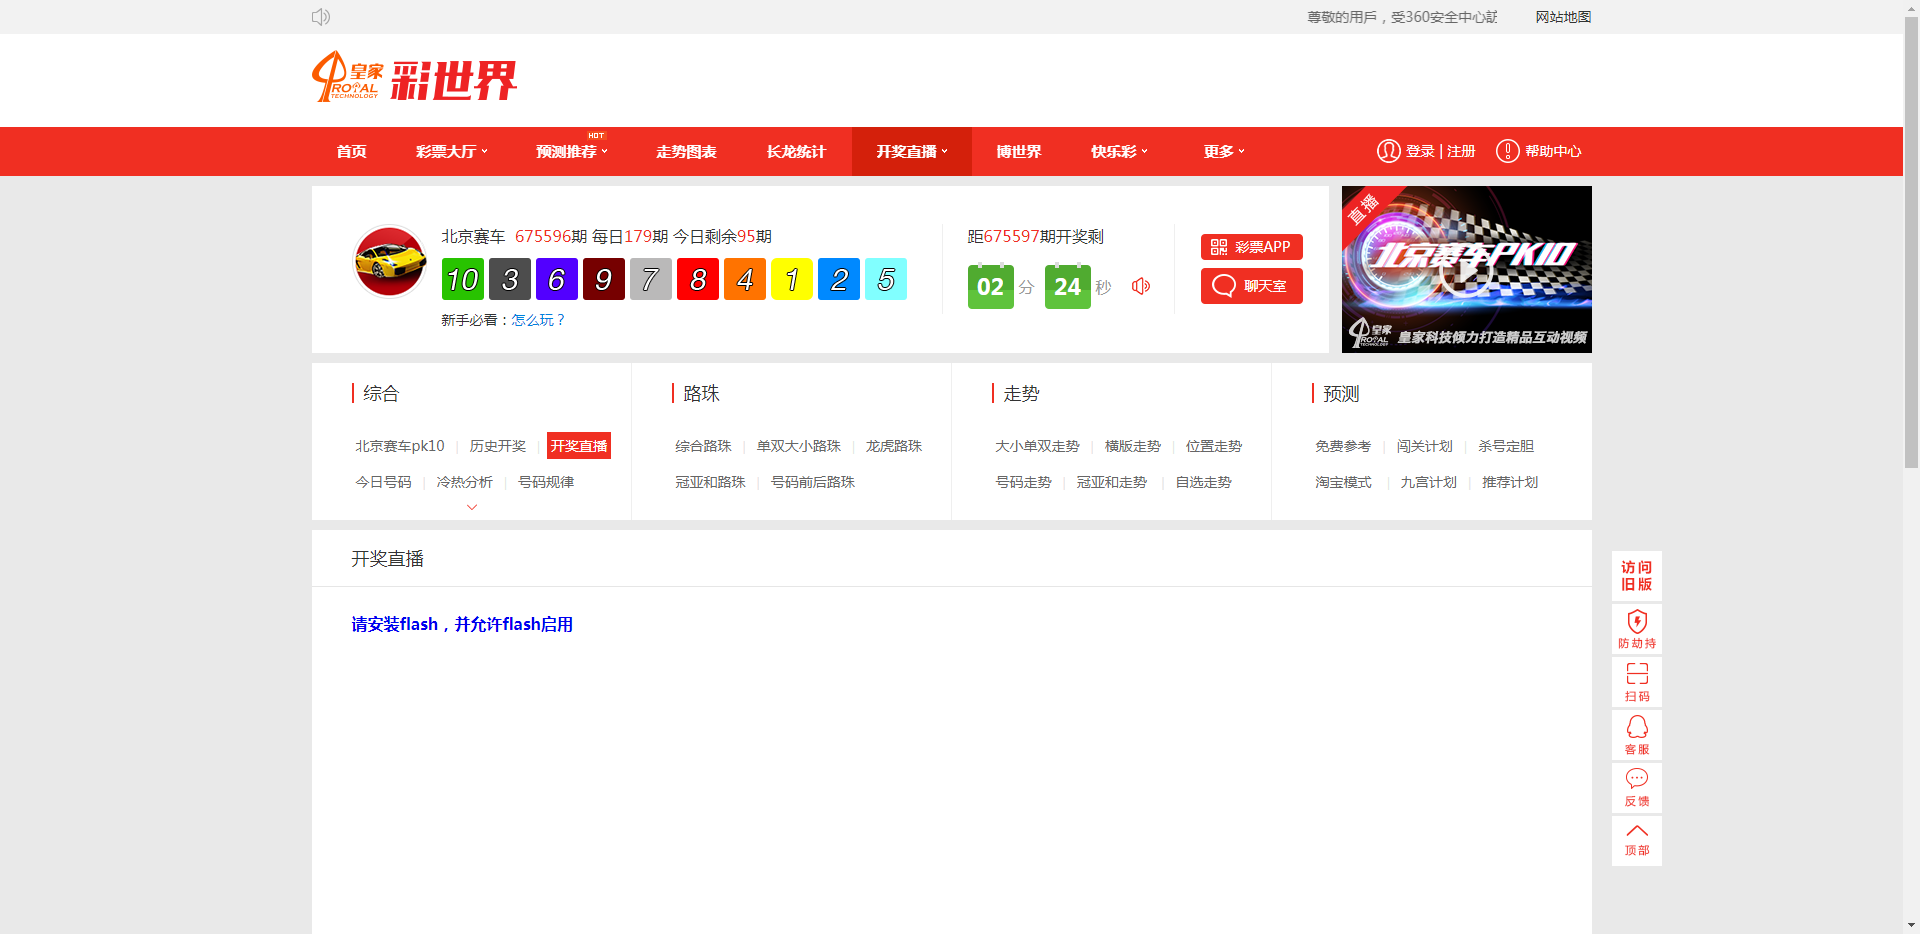 尊敬的用戶，受360安全中心
网站地图
皇家 ROYAL TECHNOLOGY 彩世界
首页 彩票大厅 预测推荐 HOT 走势图表 长龙统计 开奖直播 博世界 快乐彩 更多 登录 | 注册 帮助中心
北京赛车 675596期 每日179期 今日剩余95期
10 3 6 9 7 8 4 1 2 5
新手必看：怎么玩？
距675597期开奖剩
02 分 24 秒
彩票APP
聊天室
直播
北京赛车PK10
皇家 ROYAL TECHNOLOGY 皇家科技倾力打造精品互动视频
综合
北京赛车pk10 | 历史开奖 | 开奖直播
今日号码 | 冷热分析 | 号码规律
路珠
综合路珠 | 单双大小路珠 | 龙虎路珠
冠亚和路珠 | 号码前后路珠
走势
大小单双走势 | 横版走势 | 位置走势
号码走势 | 冠亚和走势 | 自选走势
预测
免费参考 | 闯关计划 | 杀号定胆
淘宝模式 | 九宫计划 | 推荐计划
开奖直播
请安装flash，并允许flash启用
访问
旧版
防劫持
扫码
客服
反馈
顶部